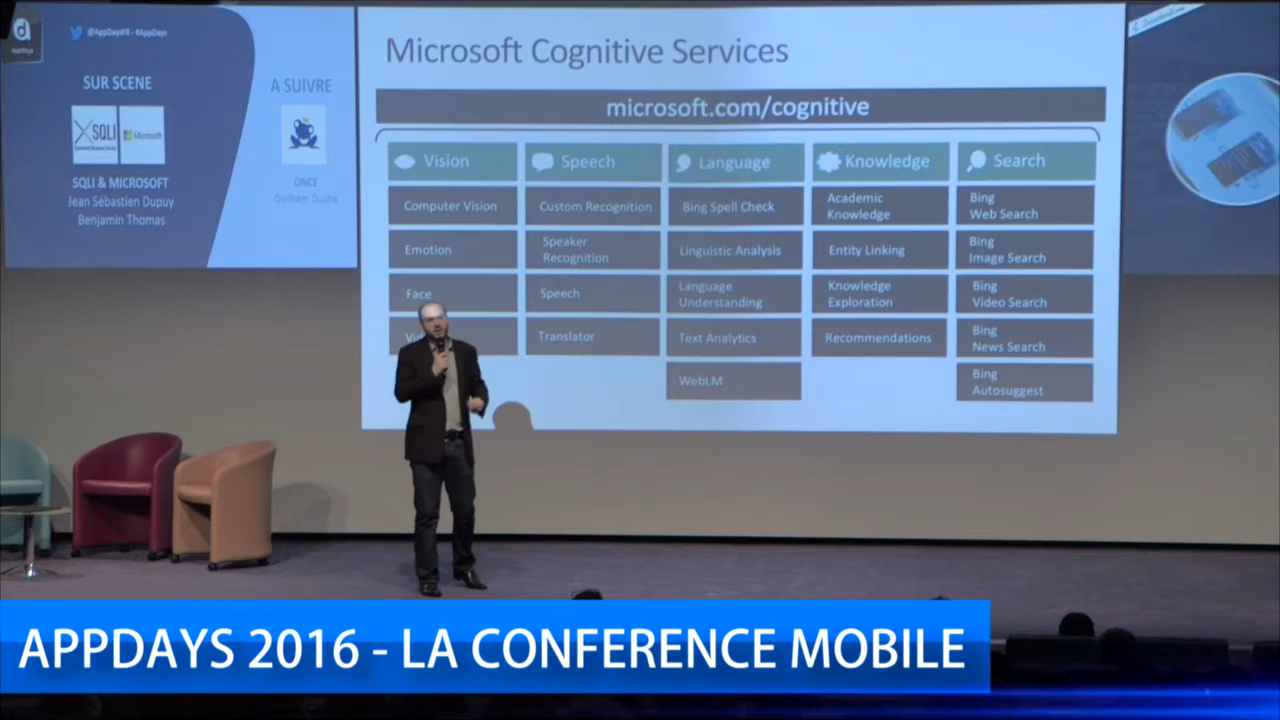 @AppDaysFR - #AppDays
SUR SCENE
SQLI
Microsoft
SQLI & MICROSOFT
Jean Sébastien Dupuy
Benjamin Thomas
A SUIVRE
ONCE
Guilhem Duché
Microsoft Cognitive Services
microsoft.com/cognitive
Vision
Computer Vision
Emotion
Face
Speech
Custom Recognition
Speaker
Recognition
Speech
Translator
Language
Bing Spell Check
Linguistic Analysis
Language
Understanding
Text Analytics
WebLM
Knowledge
Academic
Knowledge
Entity Linking
Knowledge
Exploration
Recommendations
Search
Bing
Web Search
Bing
Image Search
Bing
Video Search
Bing
News Search
Bing
Autosuggest
APPDAYS 2016 - LA CONFERENCE MOBILE